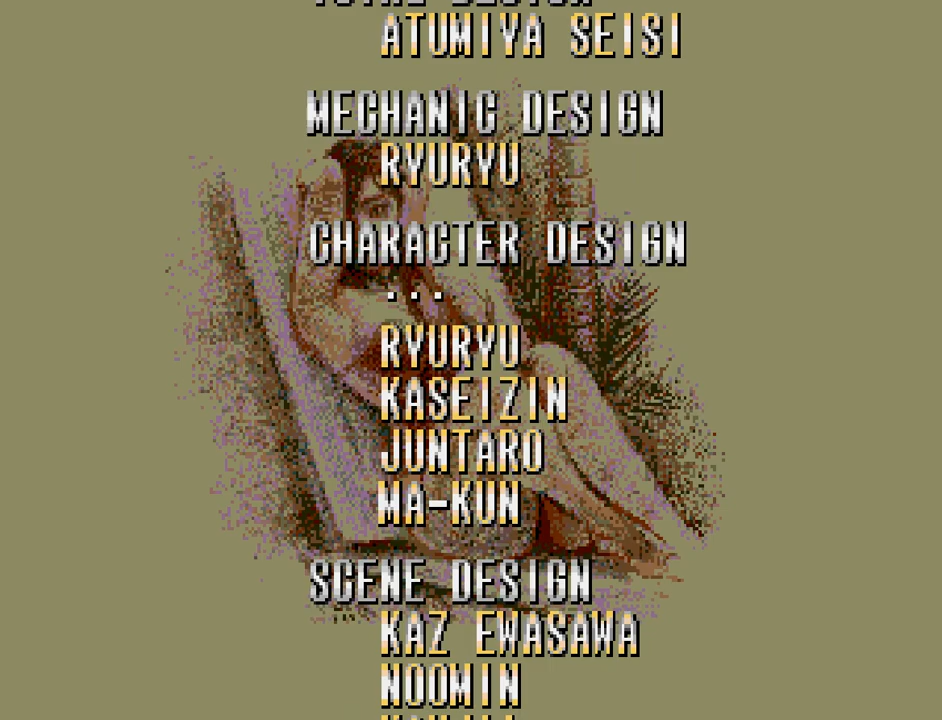 ATUMIYA SEISI
MECHANIC DESIGN
RYURYU
CHARACTER DESIGN
...
RYURYU
KASEIZIN
JUNTARO
MA-KUN
SCENE DESIGN
KAZ EWASAWA
NOOMIN